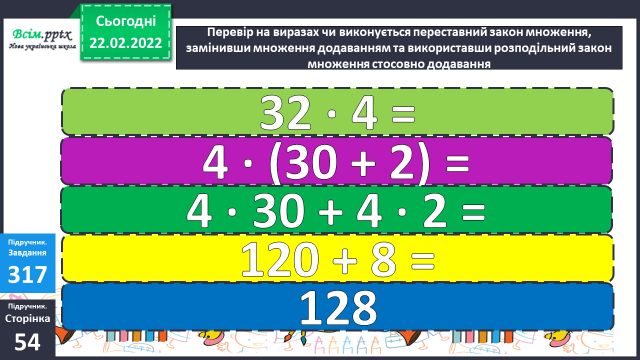 Всім.pptx
Нова українська школа
Сьогодні
22.02.2022
Перевір на виразах чи виконується переставний закон множення,
замінивши множення додаванням та використавши розподільний закон
множення стосовно додавання
32 · 4 =
4 · (30 + 2) =
4 · 30 + 4 · 2 =
120 + 8 =
128
Підручник.
Завдання
317
Підручник.
Сторінка
54